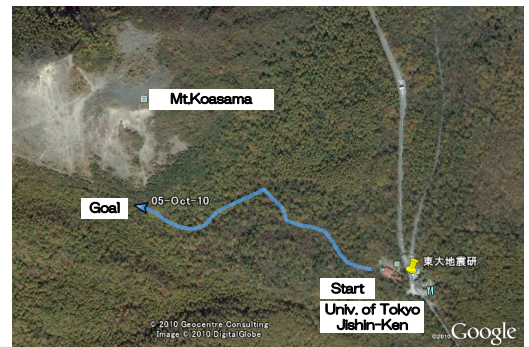 Mt.Koasama
Goal
05-Oct-10
東大地震研
Start
Univ. of Tokyo
Jishin-Ken
© 2010 Geocentre Consulting
Image © 2010 DigitalGlobe
©2010 Google